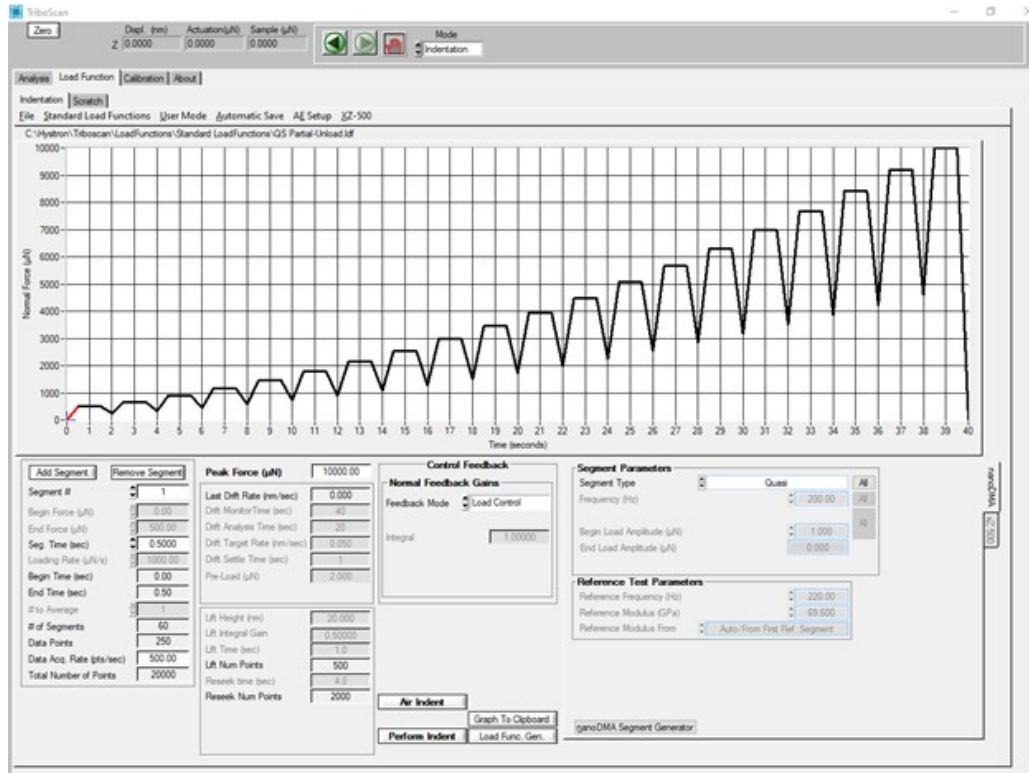 TriboScan
Zero
Displ. (nm) Actuation(µN) Sample (µN)
Z 0.0000 0.0000 0.0000
Mode
Indentation
Analysis Load Function Calibration About
Indentation Scratch
File Standard Load Functions User Mode Automatic Save AE Setup XZ-500
C:\Hysitron\Triboscan\LoadFunctions\Standard LoadFunctions\QS Partial-Unload.ldf
Normal Force (µN)
10000
9000
8000
7000
6000
5000
4000
3000
2000
1000
0
0 1 2 3 4 5 6 7 8 9 10 11 12 13 14 15 16 17 18 19 20 21 22 23 24 25 26 27 28 29 30 31 32 33 34 35 36 37 38 39 40
Time (seconds)
Add Segment Remove Segment
Segment # 1
Begin Force (µN) 0.00
End Force (µN) 500.00
Seg. Time (sec) 0.5000
Loading Rate (µN/s) 1000.00
Begin Time (sec) 0.00
End Time (sec) 0.50
# to Average 1
# of Segments 60
Data Points 250
Data Acq. Rate (pts/sec) 500.00
Total Number of Points 20000
Peak Force (µN) 10000.00
Last Drift Rate (nm/sec) 0.000
Drift MonitorTime (sec) 40
Drift Analysis Time (sec) 20
Drift Target Rate (nm/sec) 0.050
Drift Settle Time (sec) 1
Pre-Load (µN) 2.000
Lift Height (nm) 20.000
Lift Integral Gain 0.50000
Lift Time (sec) 1.0
Lift Num Points 500
Reseek time (sec) 4.0
Reseek Num Points 2000
Control Feedback
Normal Feedback Gains
Feedback Mode Load Control
Integral 1.00000
Air Indent
Graph To Clipboard
Perform Indent Load Func. Gen.
Segment Parameters
Segment Type Quasi All
Frequency (Hz) 200.00 All
Begin Load Amplitude (µN) 1.000 All
End Load Amplitude (µN) 0.000
Reference Test Parameters
Reference Frequency (Hz) 220.00
Reference Modulus (GPa) 69.600
Reference Modulus From Auto/From First Ref. Segment
nanoDMA Segment Generator
nanoDMA
XZ-500